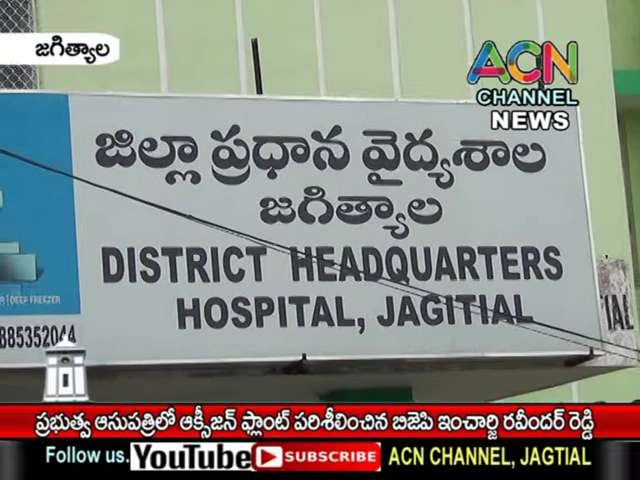 జగిత్యాల
ACN
CHANNEL
NEWS
జిల్లా ప్రధాన వైద్యశాల
జగిత్యాల
DISTRICT HEADQUARTERS
HOSPITAL, JAGITIAL
DEEP FREEZER
885352044
IAL
ప్రభుత్వ ఆసుపత్రిలో ఆక్సీజన్ ప్లాంట్ పరిశీలించిన బిజెపి ఇంచార్జి రవీందర్ రెడ్డి
Follow us. YouTube SUBSCRIBE ACN CHANNEL, JAGTIAL